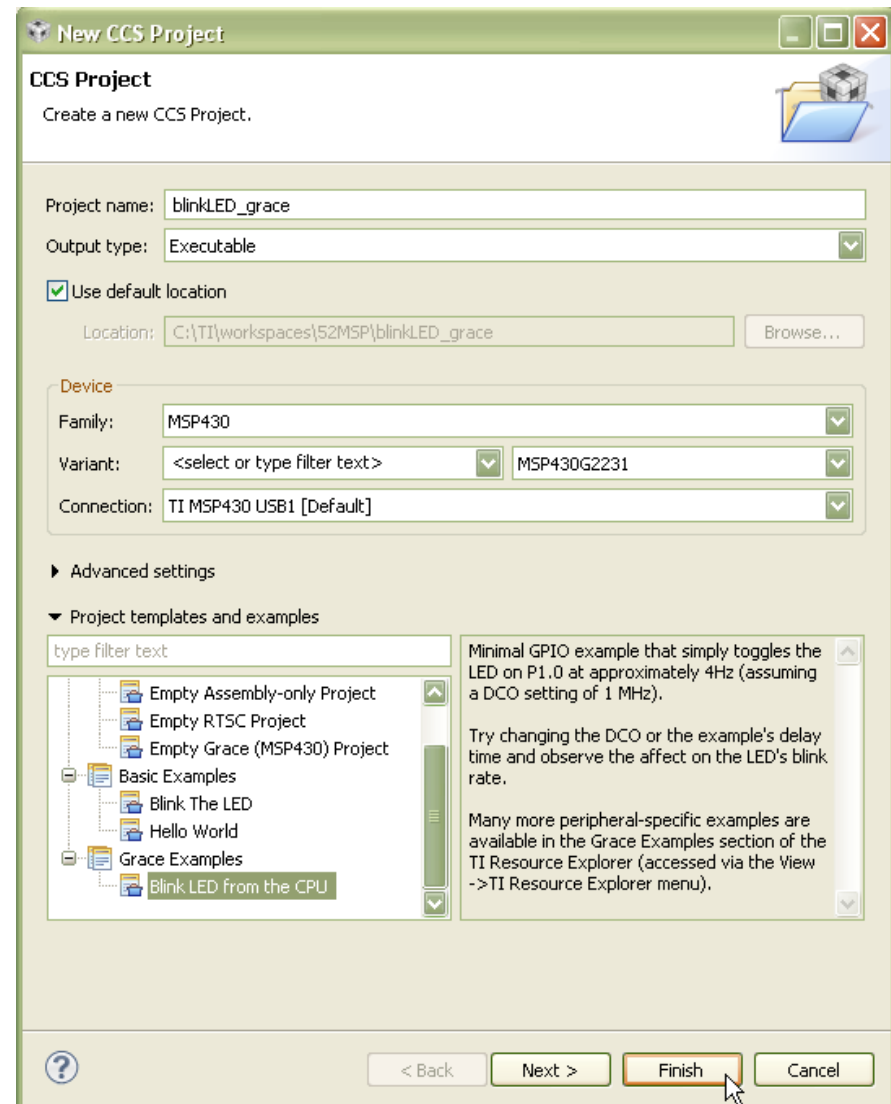 New CCS Project
CCS Project
Create a new CCS Project.
Project name: blinkLED_grace
Output type: Executable
Use default location
Location: C:\TI\workspaces\52MSP\blinkLED_grace Browse...
Device
Family: MSP430
Variant: <select or type filter text> MSP430G2231
Connection: TI MSP430 USB1 [Default]
Advanced settings
Project templates and examples
type filter text
Empty Assembly-only Project
Empty RTSC Project
Empty Grace (MSP430) Project
Basic Examples
Blink The LED
Hello World
Grace Examples
Blink LED from the CPU
Minimal GPIO example that simply toggles the
LED on P1.0 at approximately 4Hz (assuming
a DCO setting of 1 MHz).
Try changing the DCO or the example's delay
time and observe the affect on the LED's blink
rate.
Many more peripheral-specific examples are
available in the Grace Examples section of the
TI Resource Explorer (accessed via the View
->TI Resource Explorer menu).
? < Back Next > Finish Cancel